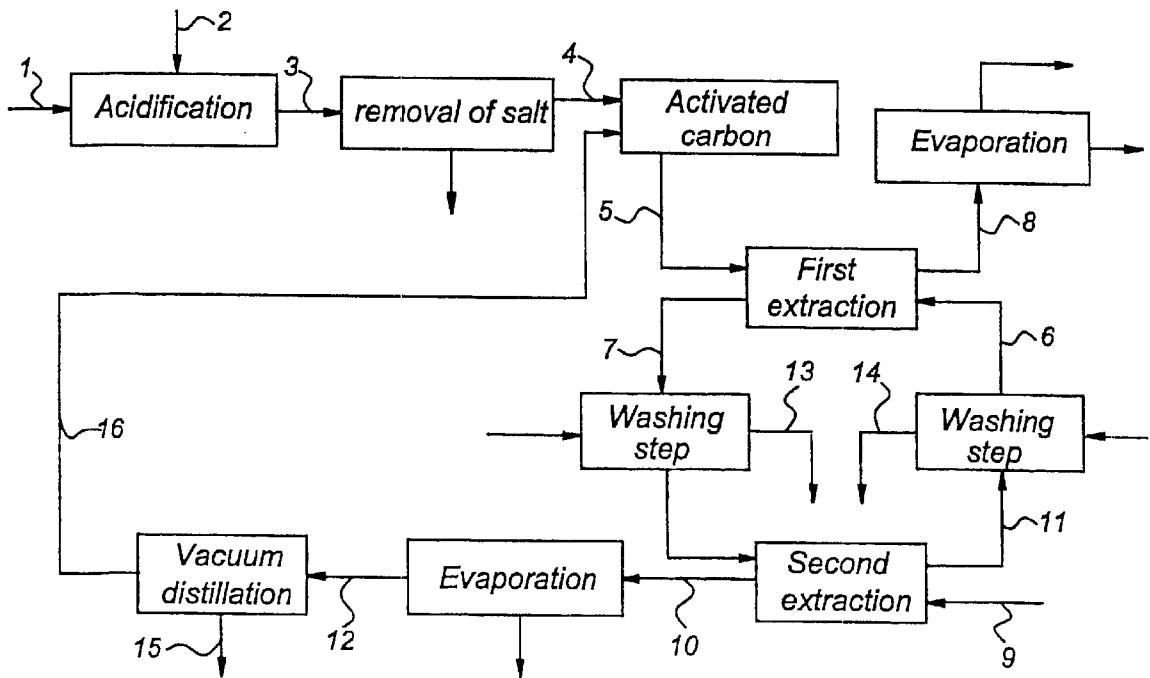 2
1
3
4
Acidification
removal of salt
Activated
carbon
Evaporation
5
8
First
extraction
7
6
13
14
16
Washing
step
Washing
step
11
Vacuum
distillation
Evaporation
Second
extraction
15
12
10
9